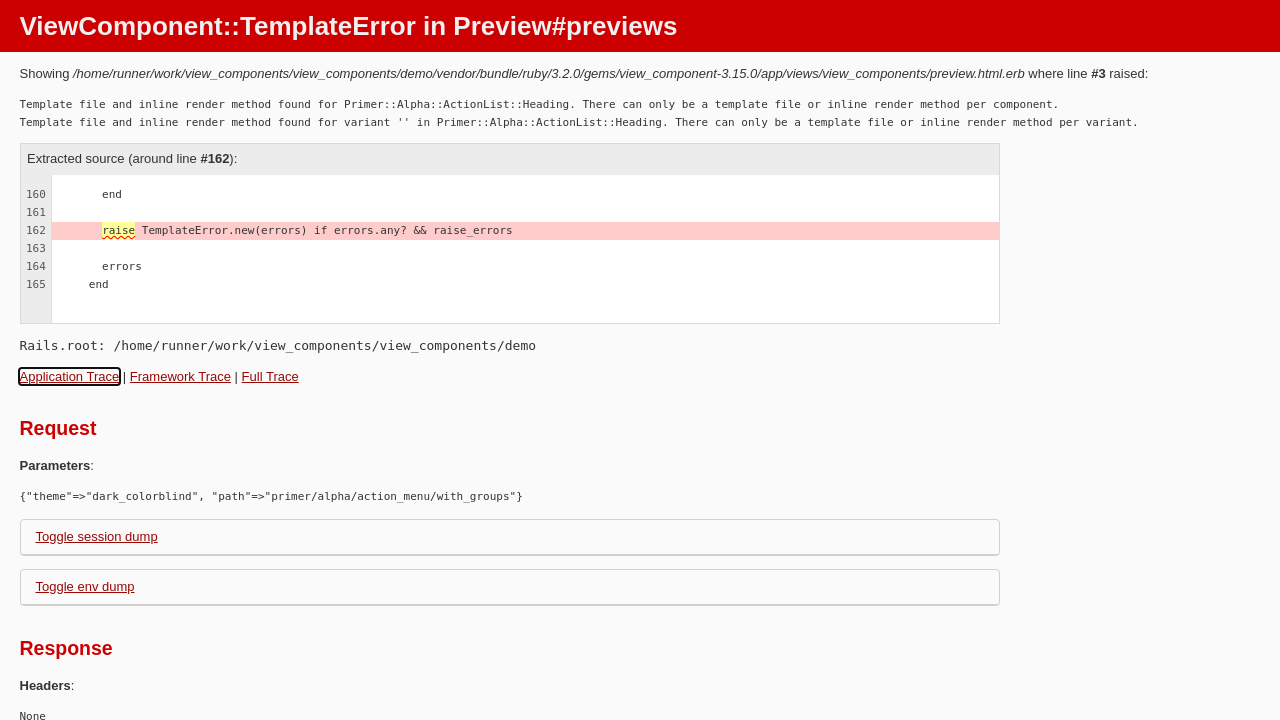 ViewComponent::TemplateError in Preview#previews
Showing /home/runner/work/view_components/view_components/demo/vendor/bundle/ruby/3.2.0/gems/view_component-3.15.0/app/views/view_components/preview.html.erb where line #3 raised:
Template file and inline render method found for Primer::Alpha::ActionList::Heading. There can only be a template file or inline render method per component.
Template file and inline render method found for variant '' in Primer::Alpha::ActionList::Heading. There can only be a template file or inline render method per variant.
Extracted source (around line #162):
160 end
161
162 raise TemplateError.new(errors) if errors.any? && raise_errors
163
164 errors
165 end
Rails.root: /home/runner/work/view_components/view_components/demo
Application Trace | Framework Trace | Full Trace
Request
Parameters:
{"theme"=>"dark_colorblind", "path"=>"primer/alpha/action_menu/with_groups"}
Toggle session dump
Toggle env dump
Response
Headers:
None